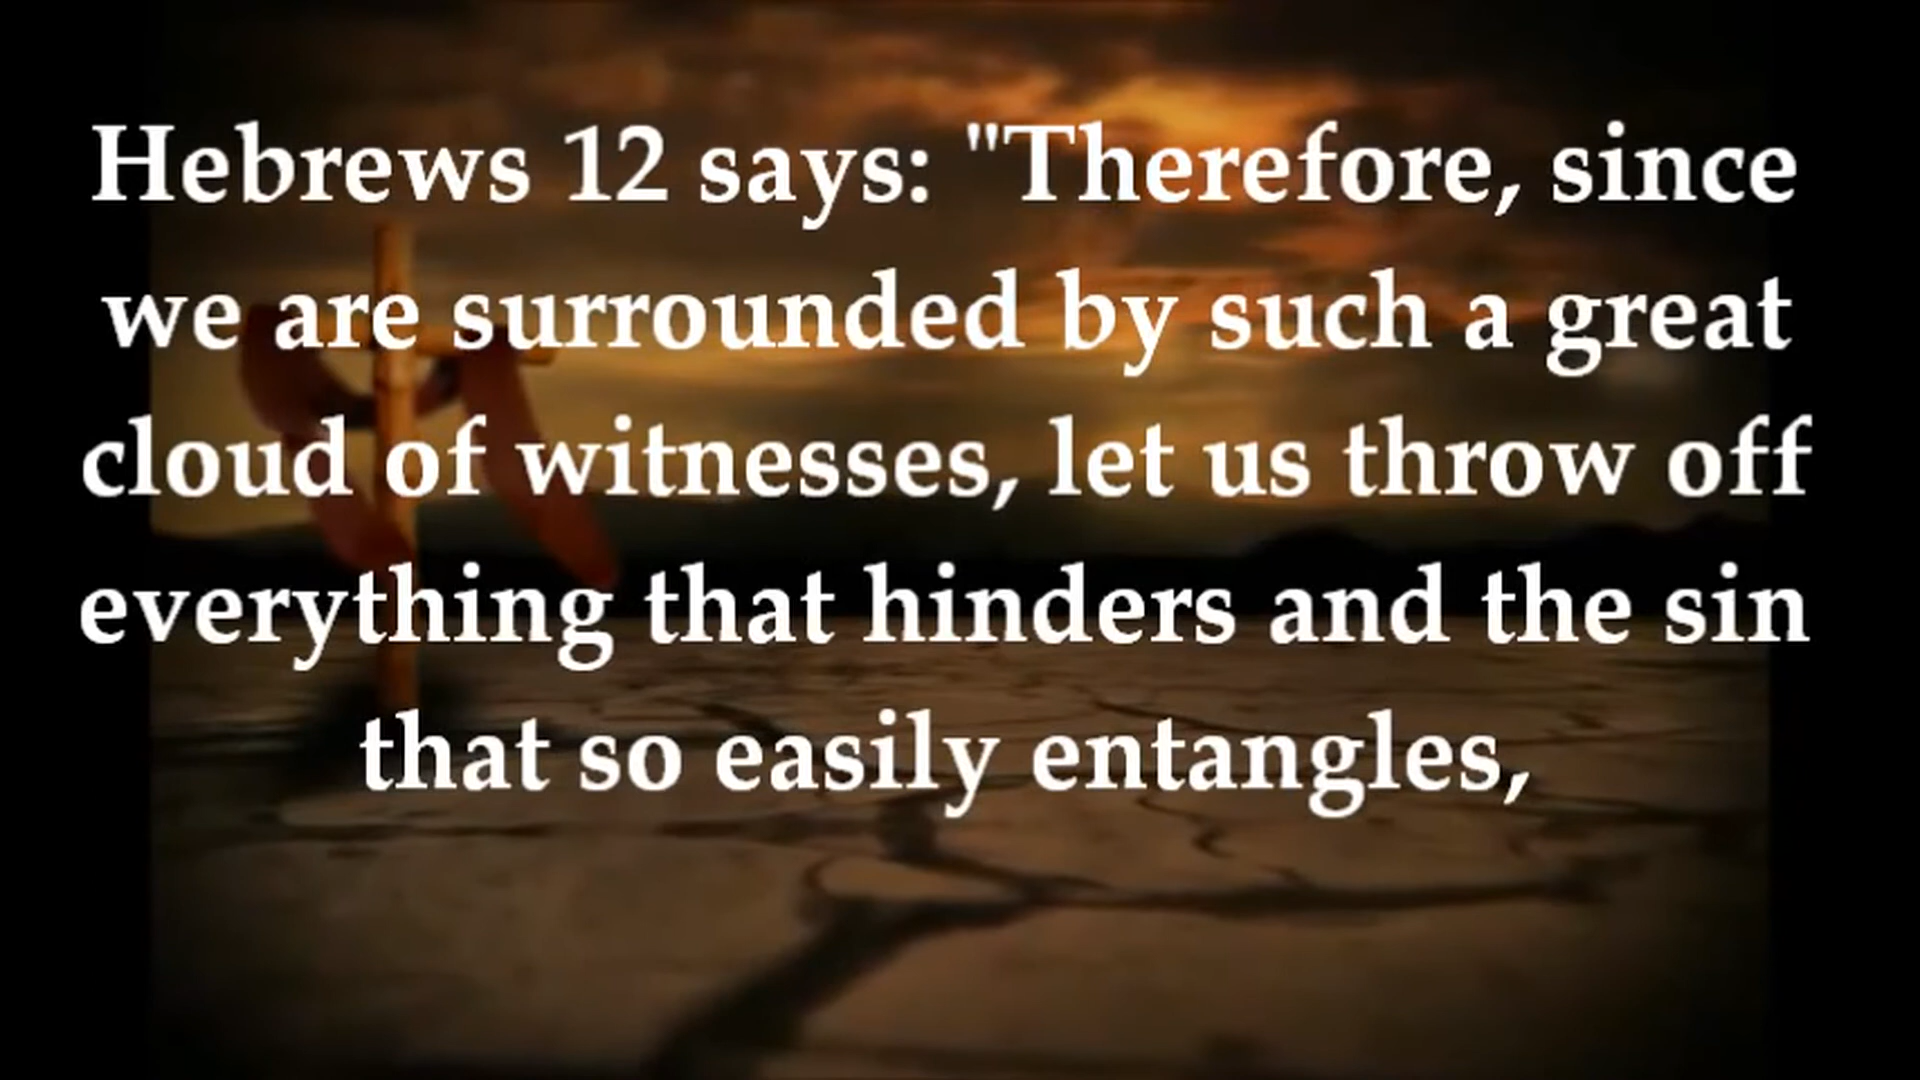 Hebrews 12 says: "Therefore, since
we are surrounded by such a great
cloud of witnesses, let us throw off
everything that hinders and the sin
that so easily entangles,